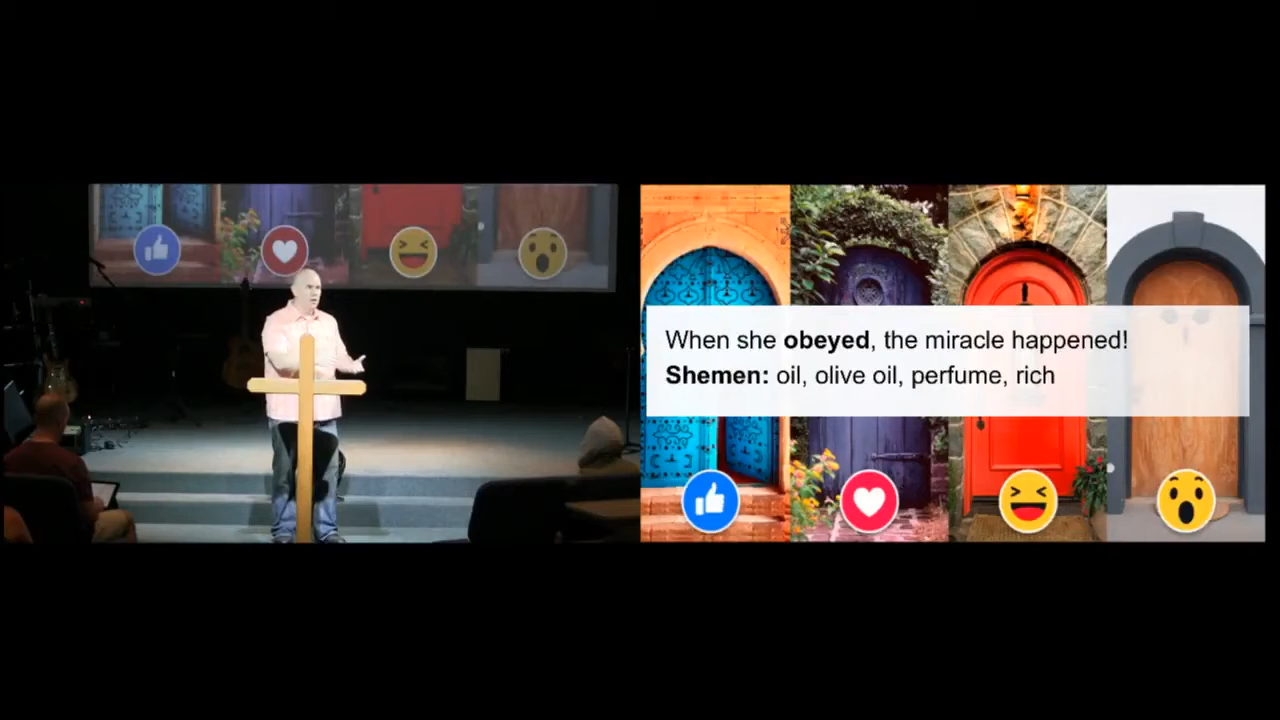 When she obeyed, the miracle happened!
Shemen: oil, olive oil, perfume, rich